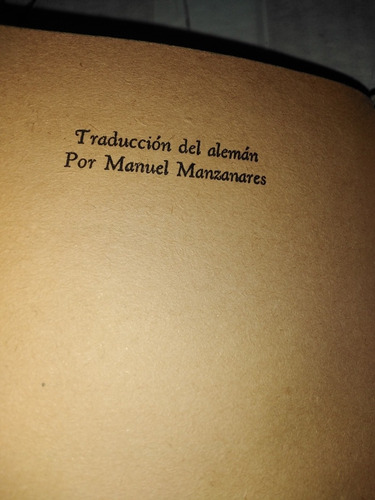 Traducción del alemán
Por Manuel Manzanares